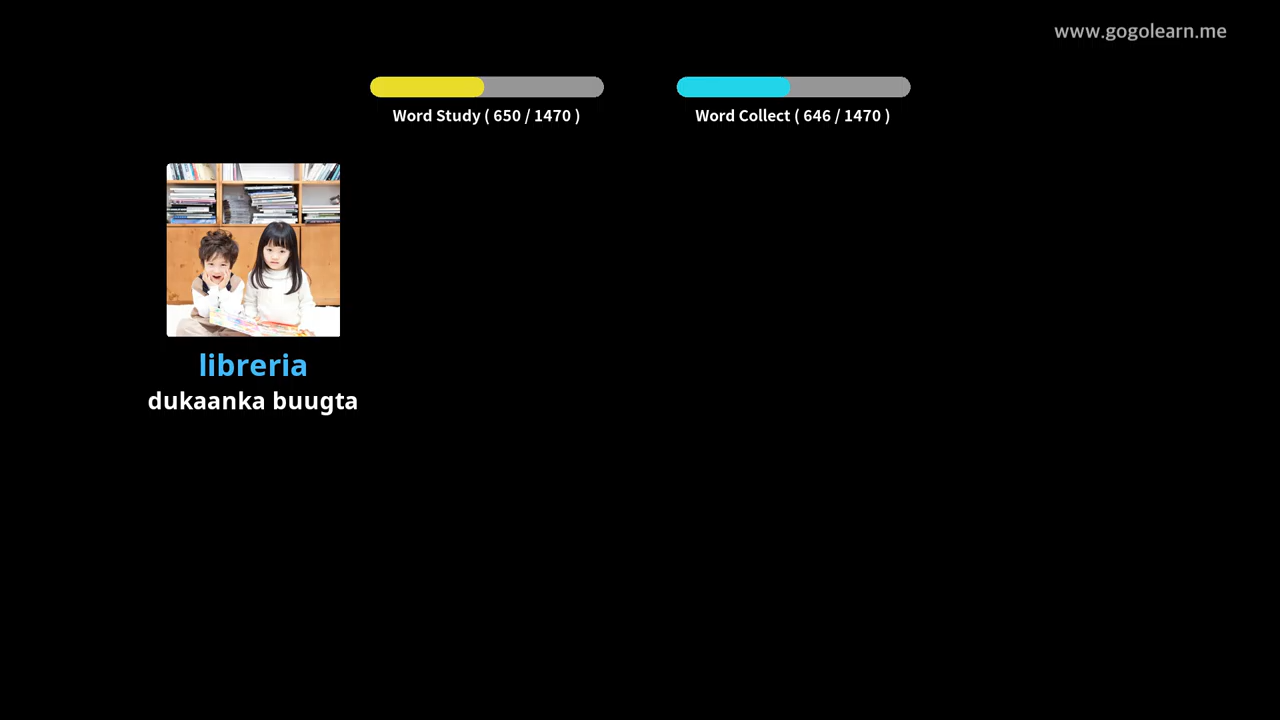 www.gogolearn.me
Word Study ( 650 / 1470 )
Word Collect ( 646 / 1470 )
libreria
dukaanka buugta